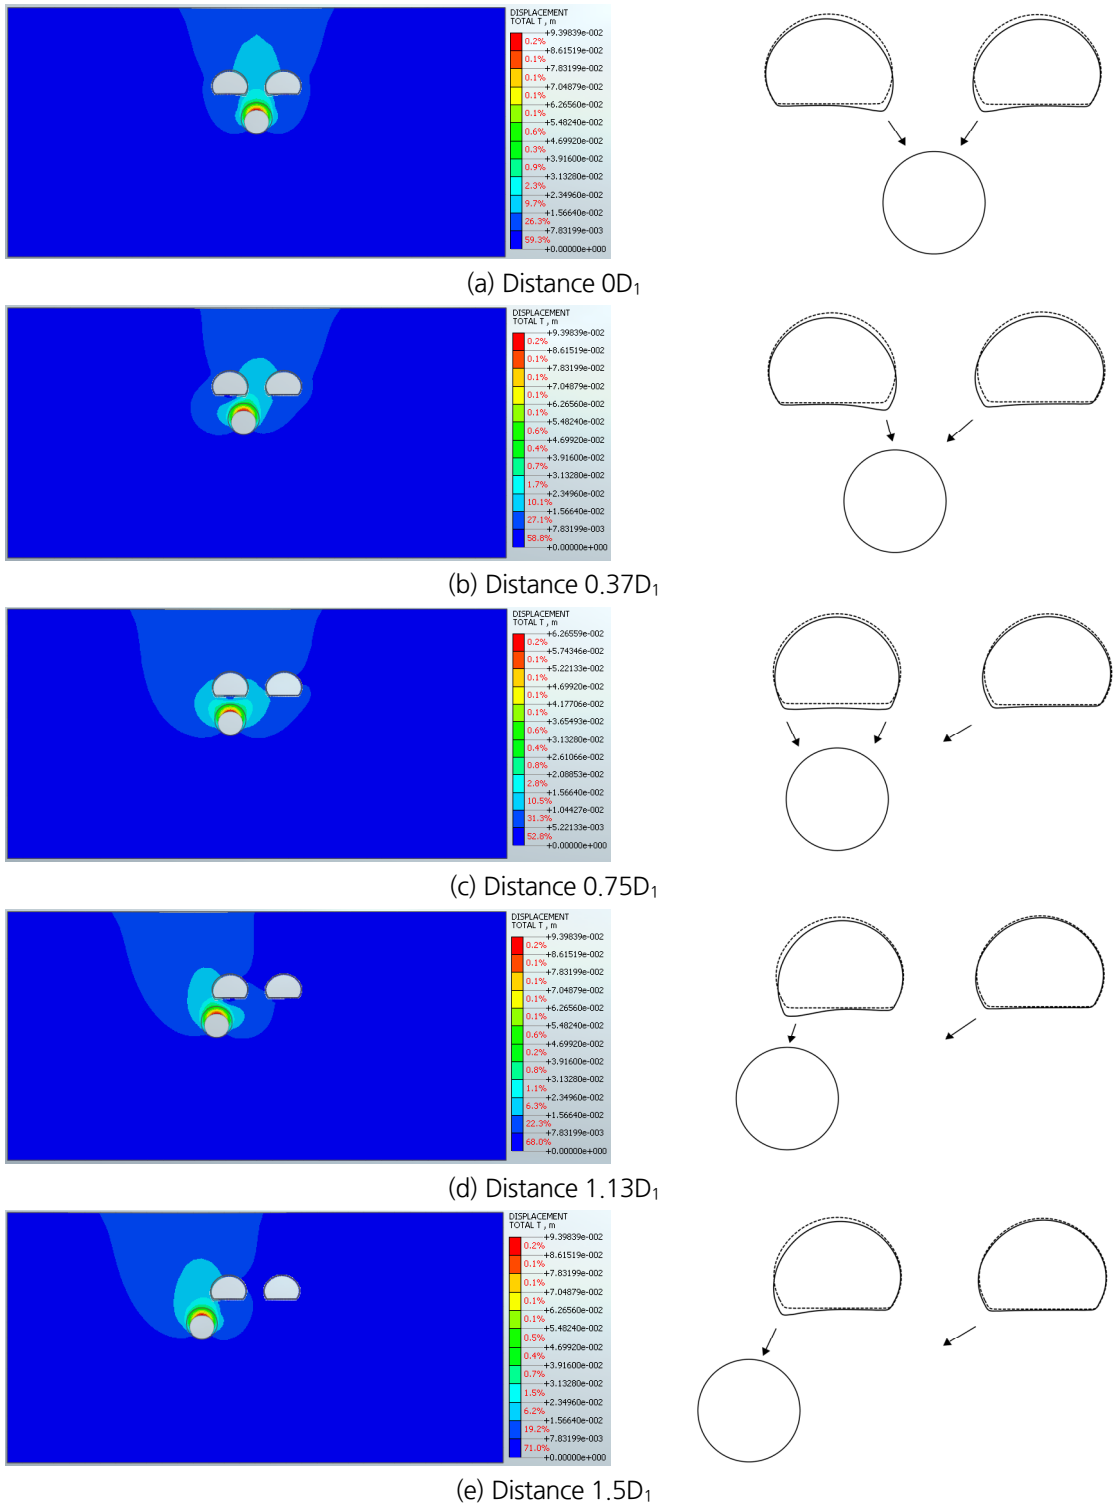 DISPLACEMENT
TOTAL T , m
+9.39839e-002
0.2%
+8.61519e-002
0.1%
+7.83199e-002
0.1%
+7.04879e-002
0.1%
+6.26560e-002
0.1%
+5.48240e-002
0.6%
+4.69920e-002
0.3%
+3.91600e-002
0.9%
+3.13280e-002
2.3%
+2.34960e-002
9.7%
+1.56640e-002
26.3%
+7.83199e-003
59.3%
+0.00000e+000
(a) Distance 0D₁
DISPLACEMENT
TOTAL T , m
+9.39839e-002
0.2%
+8.61519e-002
0.1%
+7.83199e-002
0.1%
+7.04879e-002
0.1%
+6.26560e-002
0.1%
+5.48240e-002
0.6%
+4.69920e-002
0.4%
+3.91600e-002
0.7%
+3.13280e-002
1.7%
+2.34960e-002
10.1%
+1.56640e-002
27.1%
+7.83199e-003
58.8%
+0.00000e+000
(b) Distance 0.37D₁
DISPLACEMENT
TOTAL T , m
+6.26559e-002
0.2%
+5.74346e-002
0.1%
+5.22133e-002
0.1%
+4.69920e-002
0.1%
+4.17706e-002
0.1%
+3.65493e-002
0.6%
+3.13280e-002
0.4%
+2.61066e-002
0.8%
+2.08853e-002
2.8%
+1.56640e-002
10.5%
+1.04427e-002
31.3%
+5.22133e-003
52.8%
+0.00000e+000
(c) Distance 0.75D₁
DISPLACEMENT
TOTAL T , m
+9.39839e-002
0.2%
+8.61519e-002
0.1%
+7.83199e-002
0.1%
+7.04879e-002
0.1%
+6.26560e-002
0.1%
+5.48240e-002
0.6%
+4.69920e-002
0.2%
+3.91600e-002
0.8%
+3.13280e-002
1.1%
+2.34960e-002
6.3%
+1.56640e-002
22.3%
+7.83199e-003
68.0%
+0.00000e+000
(d) Distance 1.13D₁
DISPLACEMENT
TOTAL T , m
+9.39839e-002
0.2%
+8.61519e-002
0.1%
+7.83199e-002
0.1%
+7.04879e-002
0.1%
+6.26560e-002
0.1%
+5.48240e-002
0.5%
+4.69920e-002
0.4%
+3.91600e-002
0.7%
+3.13280e-002
1.5%
+2.34960e-002
6.2%
+1.56640e-002
19.2%
+7.83199e-003
71.0%
+0.00000e+000
(e) Distance 1.5D₁